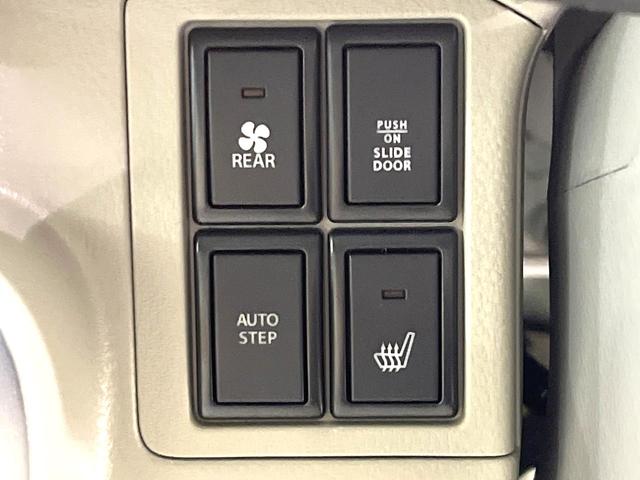 REAR
PUSH
ON
SLIDE
DOOR
AUTO
STEP